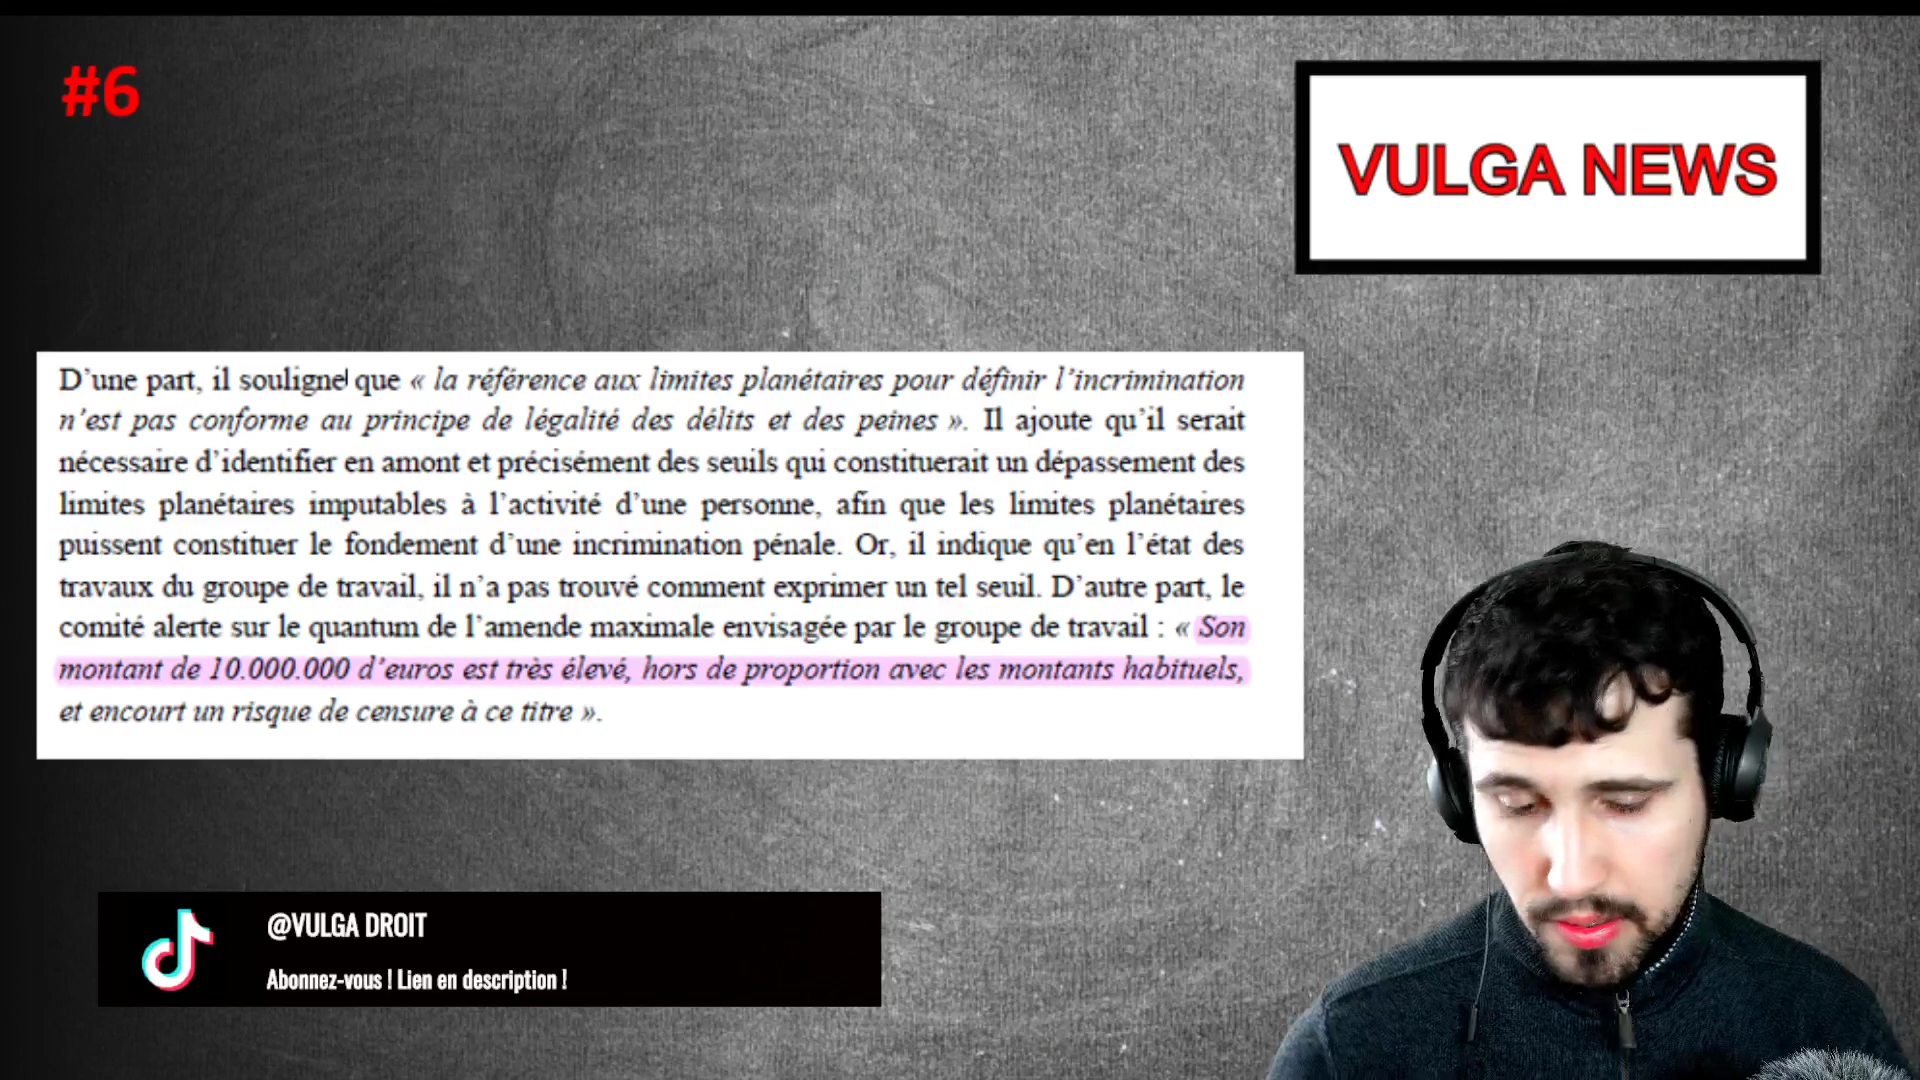 #6
VULGA NEWS
D'une part, il souligne que « la référence aux limites planétaires pour définir l'incrimination
n'est pas conforme au principe de légalité des délits et des peines ». Il ajoute qu'il serait
nécessaire d'identifier en amont et précisément des seuils qui constituerait un dépassement des
limites planétaires imputables à l'activité d'une personne, afin que les limites planétaires
puissent constituer le fondement d'une incrimination pénale. Or, il indique qu'en l'état des
travaux du groupe de travail, il n'a pas trouvé comment exprimer un tel seuil. D'autre part, le
comité alerte sur le quantum de l'amende maximale envisagée par le groupe de travail : « Son
montant de 10.000.000 d'euros est très élevé, hors de proportion avec les montants habituels,
et encourt un risque de censure à ce titre ».
@VULGA DROIT
Abonnez-vous ! Lien en description !